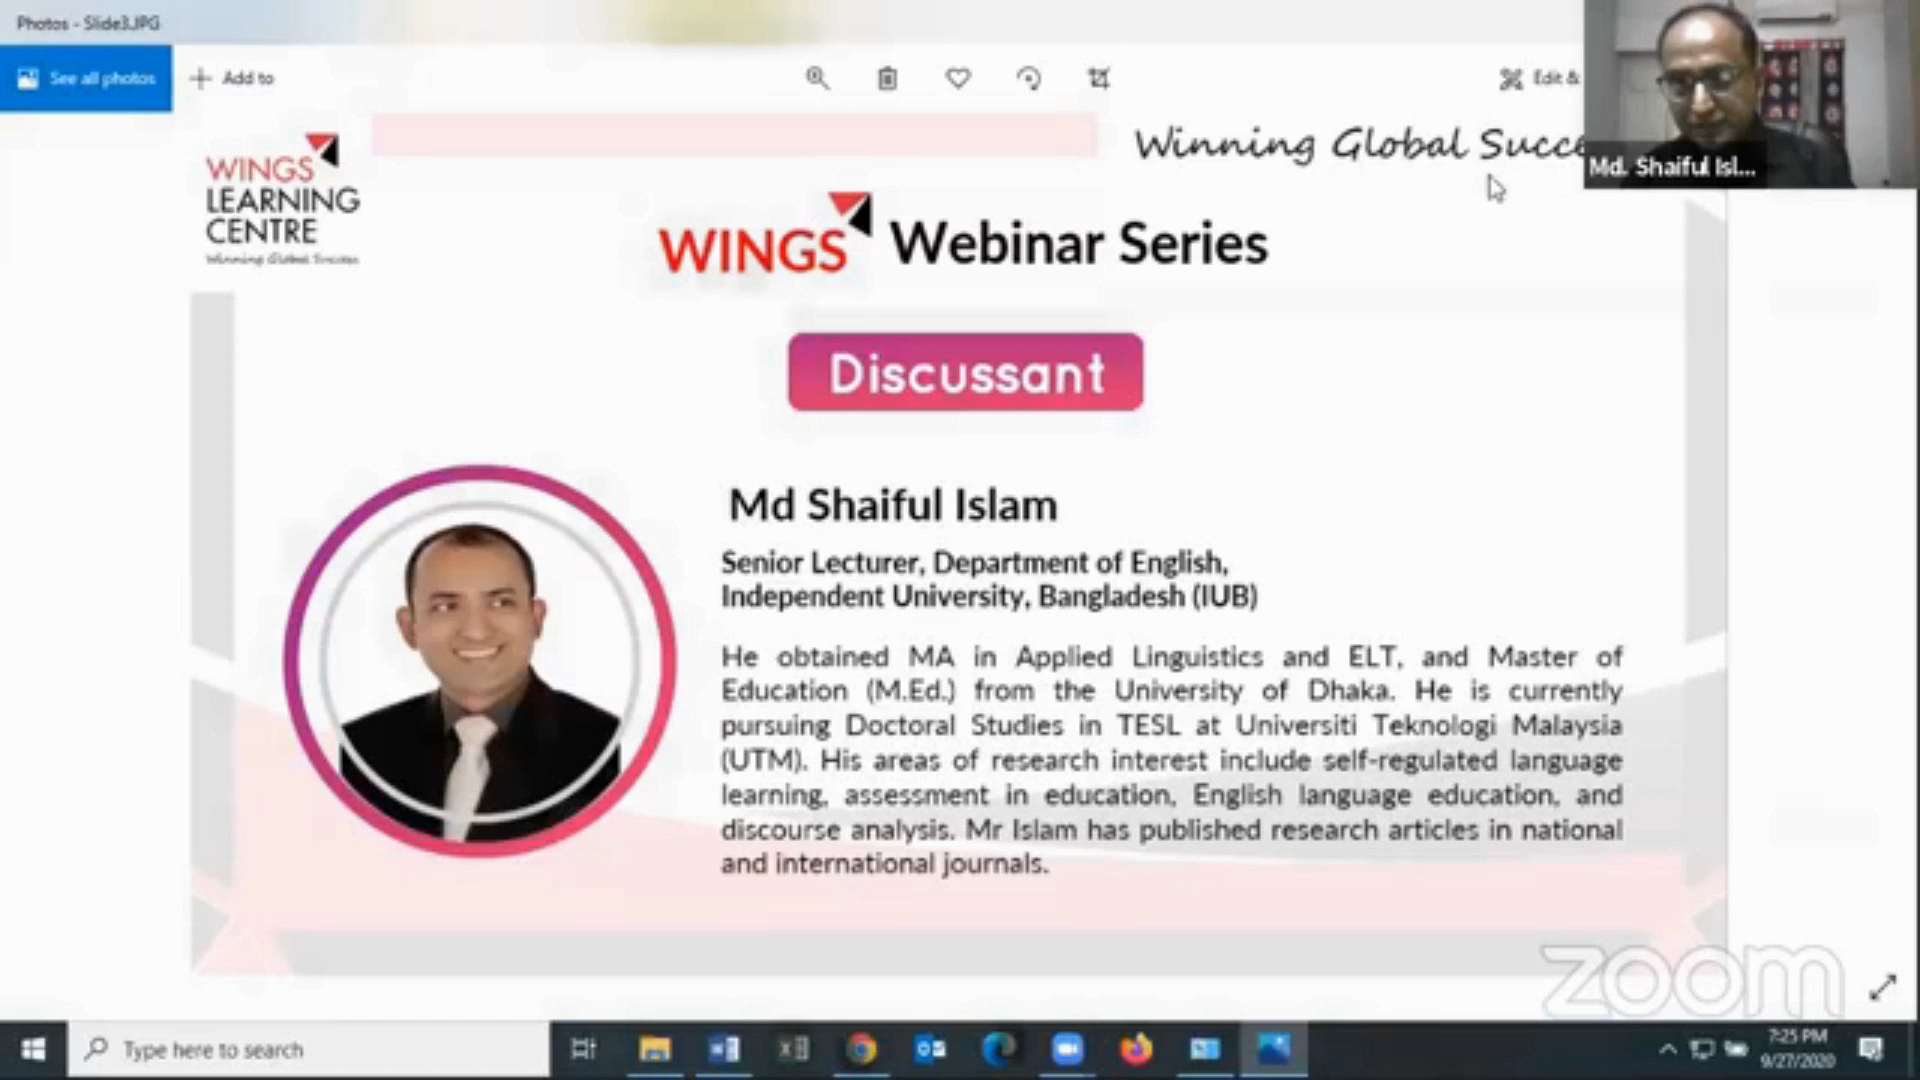 Photos - Slide3.JPG
See all photos
Add to
Edit &
Md. Shaiful Isl...
WINGS
LEARNING
CENTRE
Winning Global Success
Winning Global Succe
WINGS Webinar Series
Discussant
Md Shaiful Islam
Senior Lecturer, Department of English,
Independent University, Bangladesh (IUB)
He obtained MA in Applied Linguistics and ELT, and Master of
Education (M.Ed.) from the University of Dhaka. He is currently
pursuing Doctoral Studies in TESL at Universiti Teknologi Malaysia
(UTM). His areas of research interest include self-regulated language
learning, assessment in education, English language education, and
discourse analysis. Mr Islam has published research articles in national
and international journals.
zoom
Type here to search
7:25 PM
9/27/2020